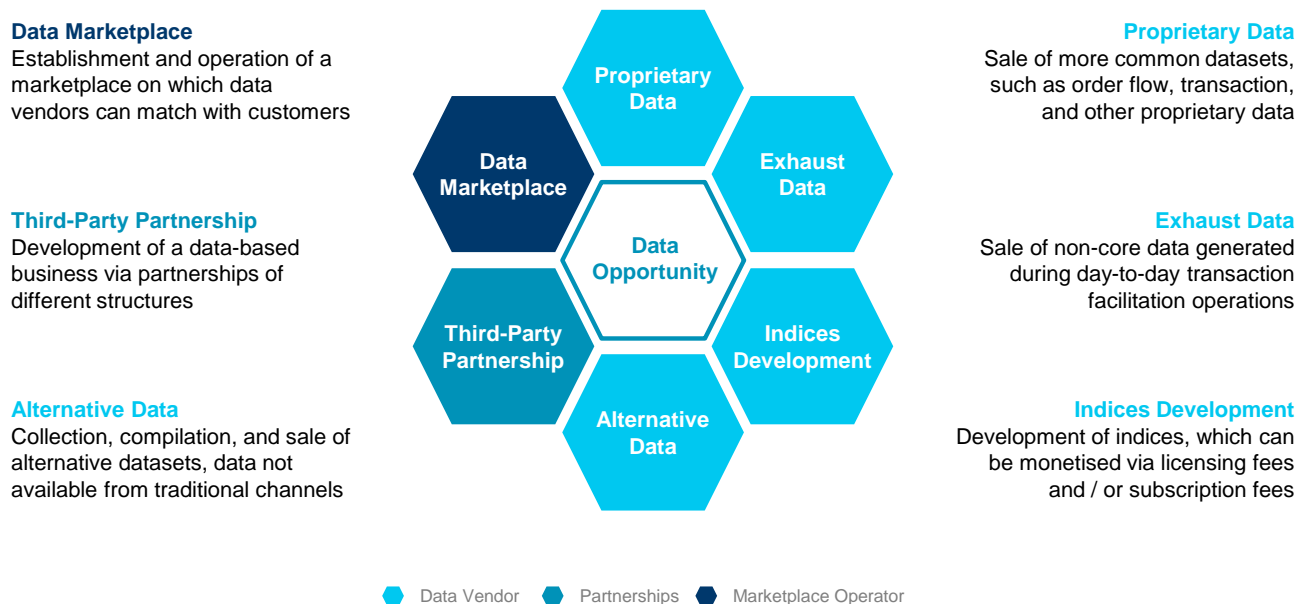 Data Marketplace
Establishment and operation of a
marketplace on which data
vendors can match with customers
Third-Party Partnership
Development of a data-based
business via partnerships of
different structures
Alternative Data
Collection, compilation, and sale of
alternative datasets, data not
available from traditional channels
Proprietary
Data
Data
Marketplace
Exhaust
Data
Data
Opportunity
Third-Party
Partnership
Indices
Development
Alternative
Data
Proprietary Data
Sale of more common datasets,
such as order flow, transaction,
and other proprietary data
Exhaust Data
Sale of non-core data generated
during day-to-day transaction
facilitation operations
Indices Development
Development of indices, which can
be monetised via licensing fees
and / or subscription fees
Data Vendor Partnerships Marketplace Operator